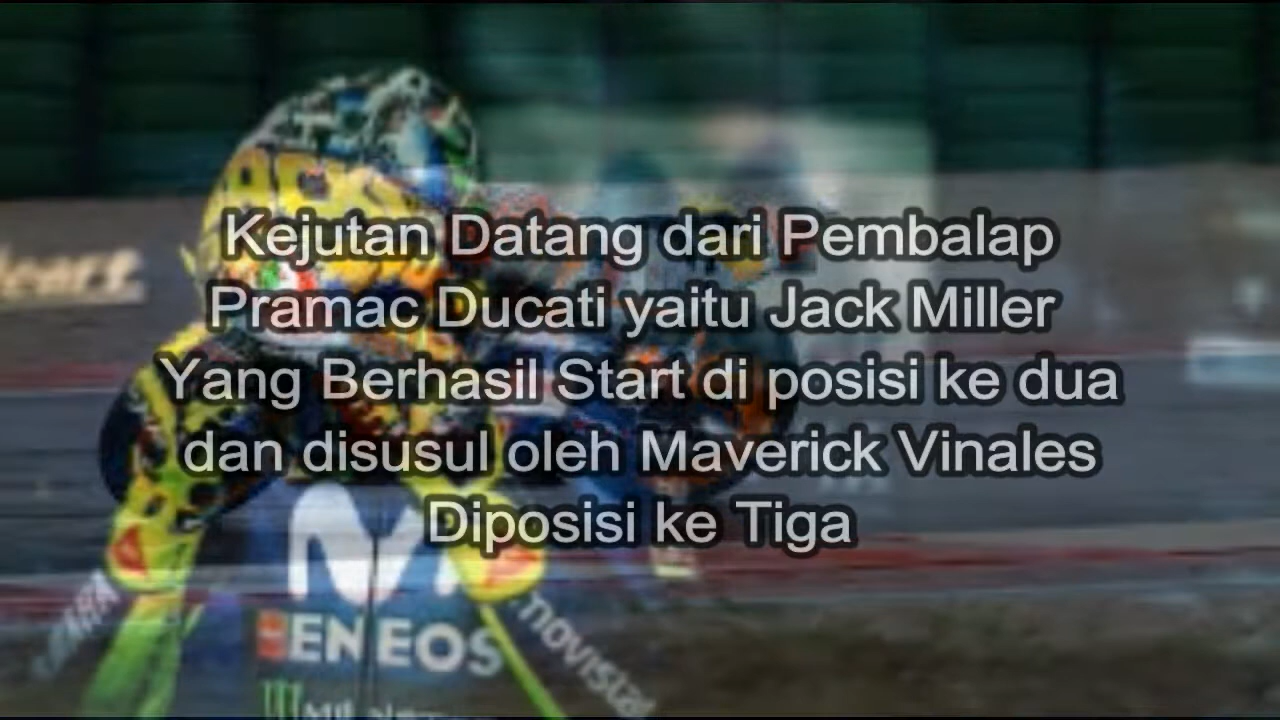 Kejutan Datang dari Pembalap
Pramac Ducati yaitu Jack Miller
Yang Berhasil Start di posisi ke dua
dan disusul oleh Maverick Vinales
Diposisi ke Tiga
ENEOS
movistar